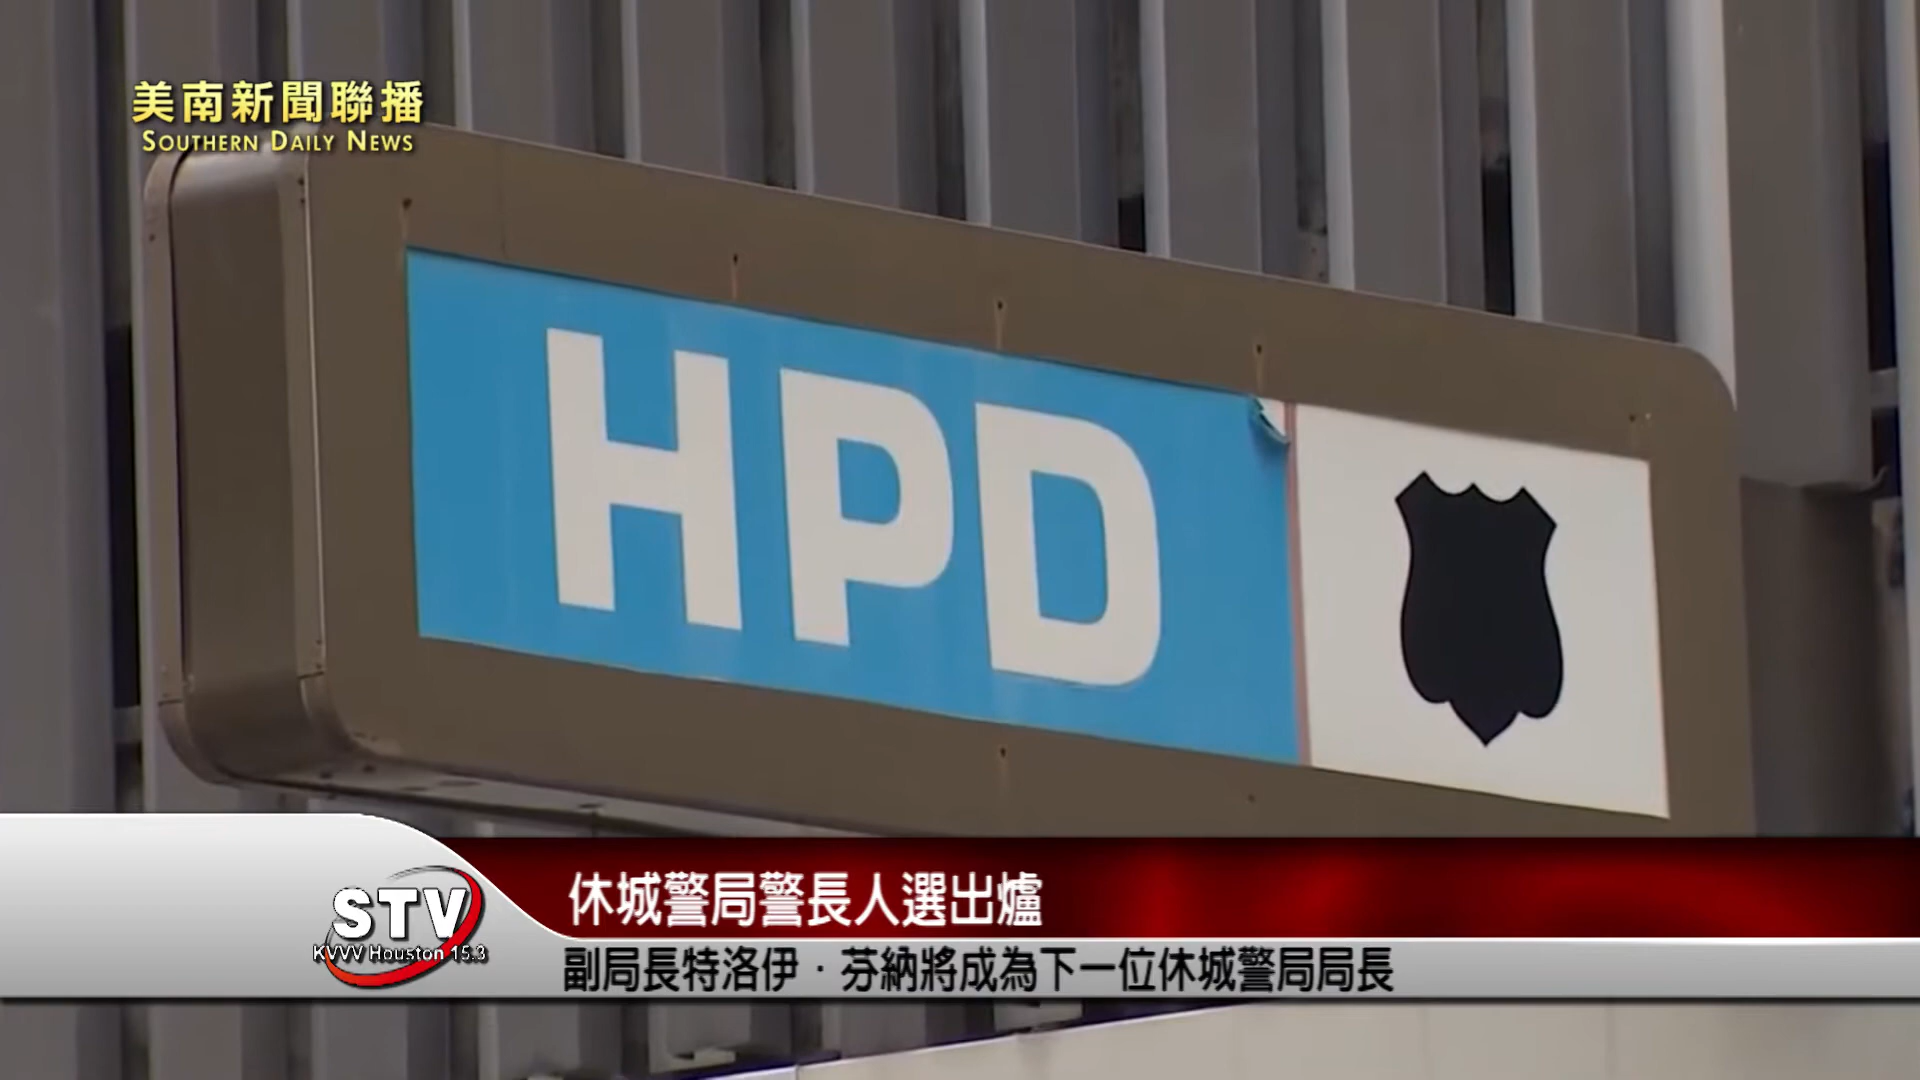 美南新聞聯播
SOUTHERN DAILY NEWS
HPD
休城警局警長人選出爐
STV
KVVV Houston 15.3
副局長特洛伊·芬納將成為下一位休城警局局長